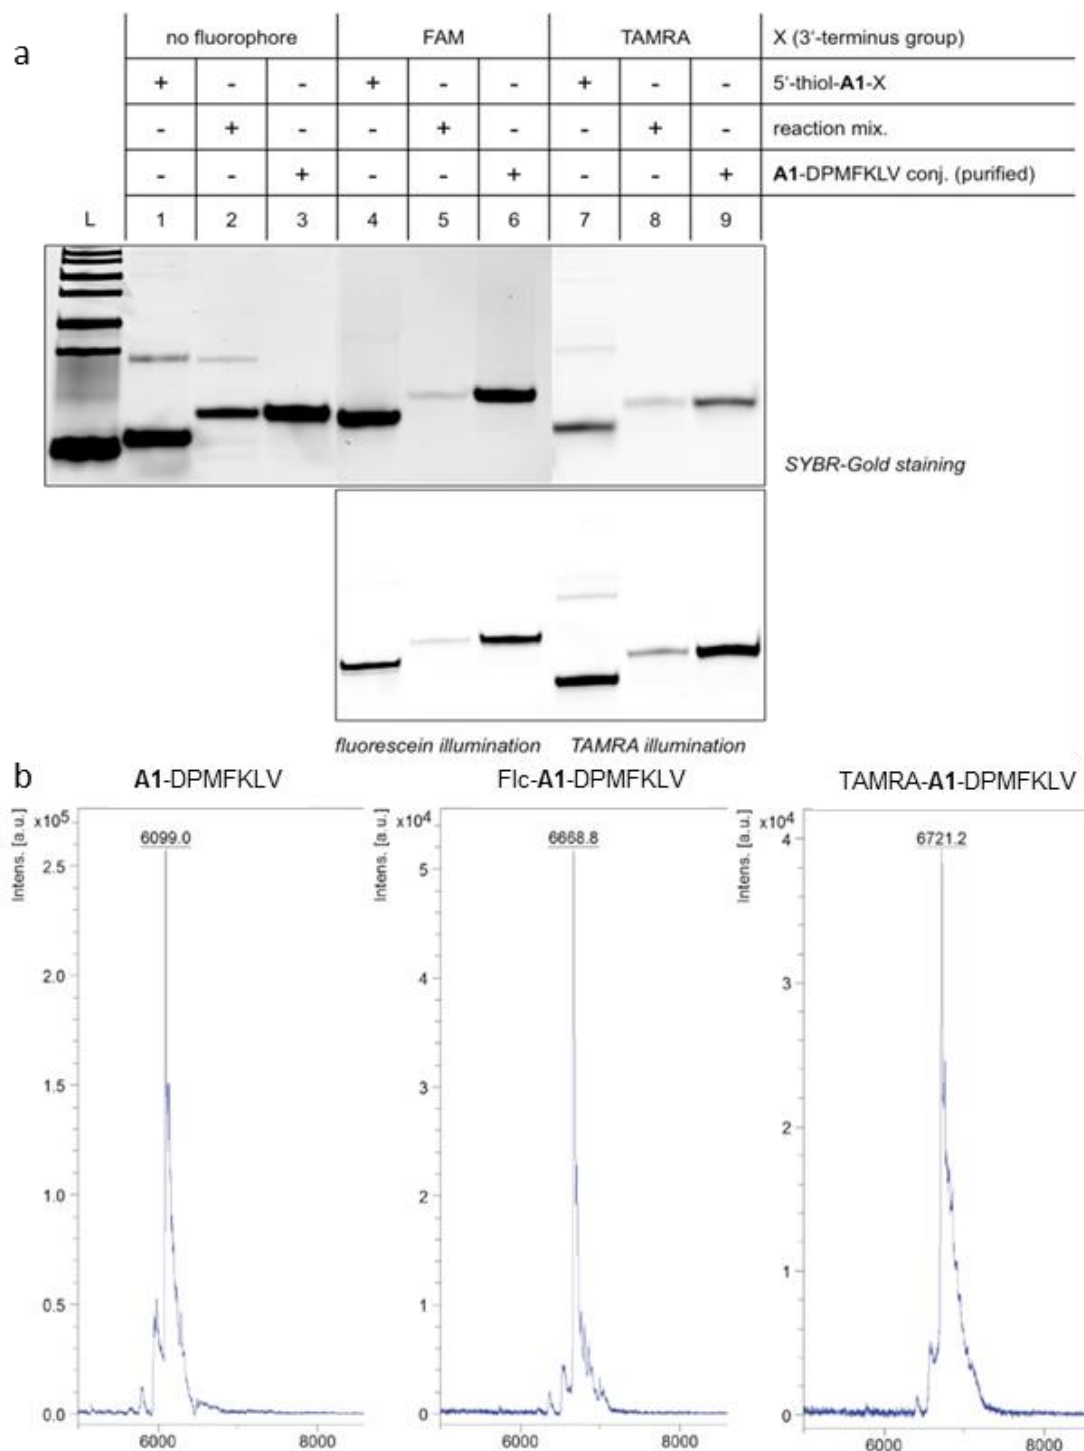 a
no fluorophore FAM TAMRA X (3'-terminus group)
+ - - + - - + - - 5'-thiol-A1-X
- + - - + - - + - reaction mix.
- - + - - + - - + A1-DPMFKLV conj. (purified)
L 1 2 3 4 5 6 7 8 9
SYBR-Gold staining
fluorescein illumination TAMRA illumination
b A1-DPMFKLV Flc-A1-DPMFKLV TAMRA-A1-DPMFKLV
Intens. [a.u.] x10⁵ 6099.0
2.5
2.0
1.5
1.0
0.5
0.0
6000 8000
Intens. [a.u.] x10⁴ 6668.8
5
4
3
2
1
0
6000 8000
Intens. [a.u.] x10⁴ 6721.2
4
3
2
1
0
6000 8000